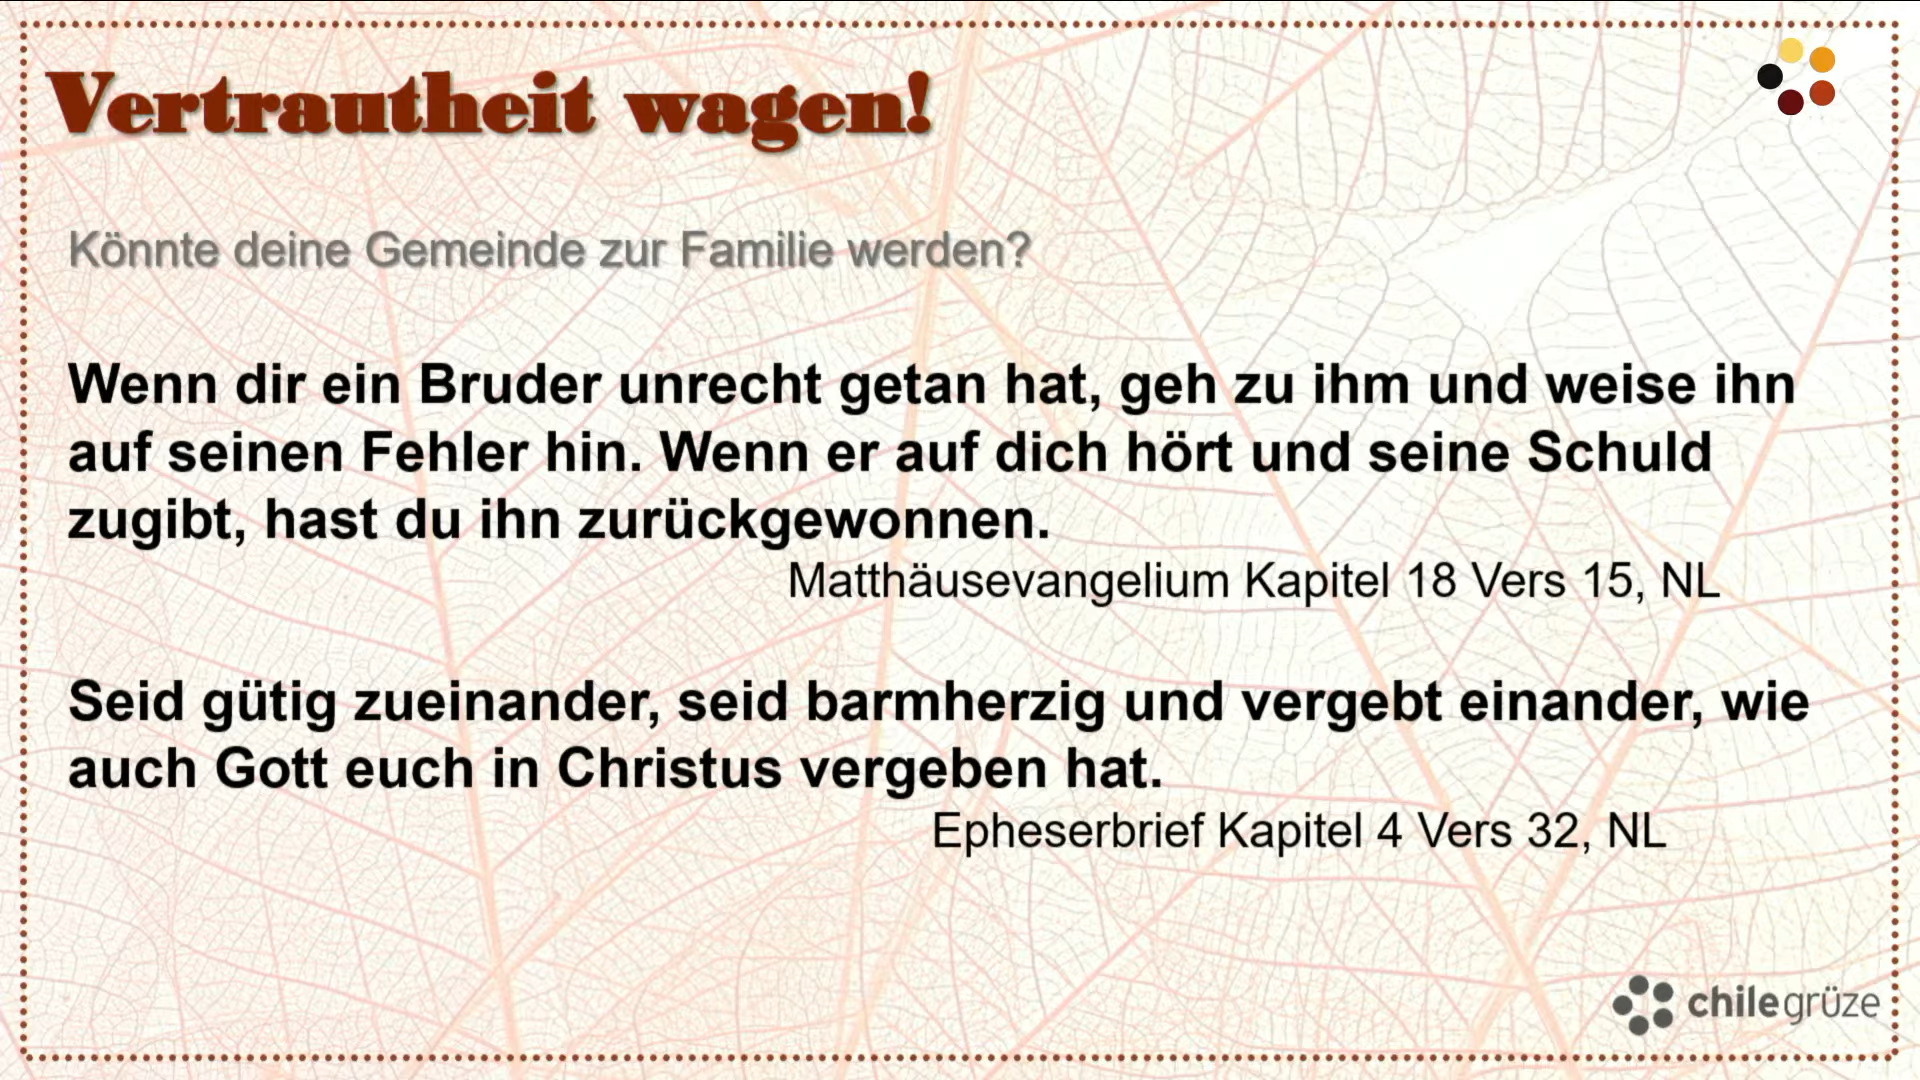 Vertrautheit wagen!
Könnte deine Gemeinde zur Familie werden?
Wenn dir ein Bruder unrecht getan hat, geh zu ihm und weise ihn
auf seinen Fehler hin. Wenn er auf dich hört und seine Schuld
zugibt, hast du ihn zurückgewonnen.
Matthäusevangelium Kapitel 18 Vers 15, NL
Seid gütig zueinander, seid barmherzig und vergebt einander, wie
auch Gott euch in Christus vergeben hat.
Epheserbrief Kapitel 4 Vers 32, NL
chilegrüze